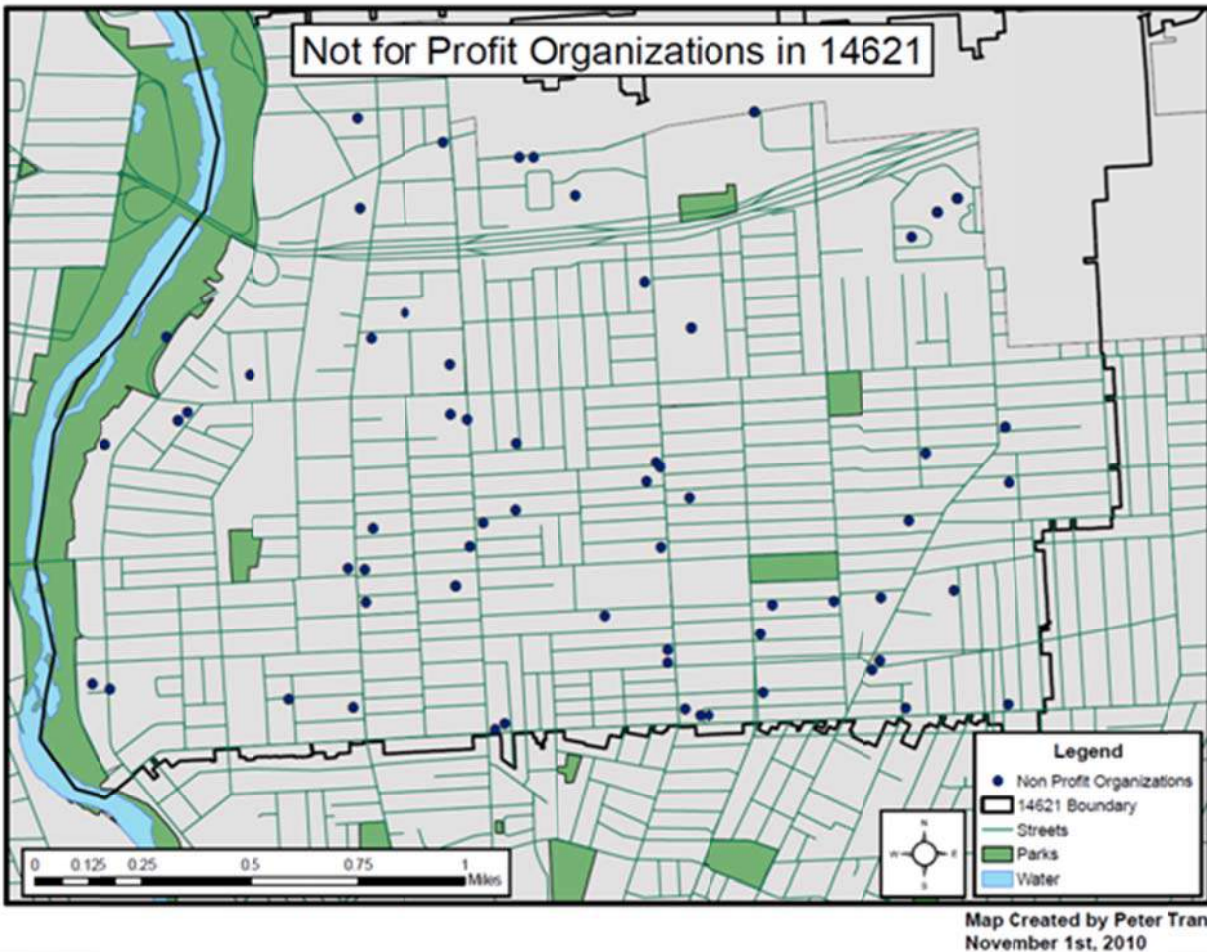 Not for Profit Organizations in 14621
Legend
Non Profit Organizations
14621 Boundary
Streets
Parks
Water
N
W E
S
0 0.125 0.25 0.5 0.75 1
Miles
Map Created by Peter Tran
November 1st, 2010